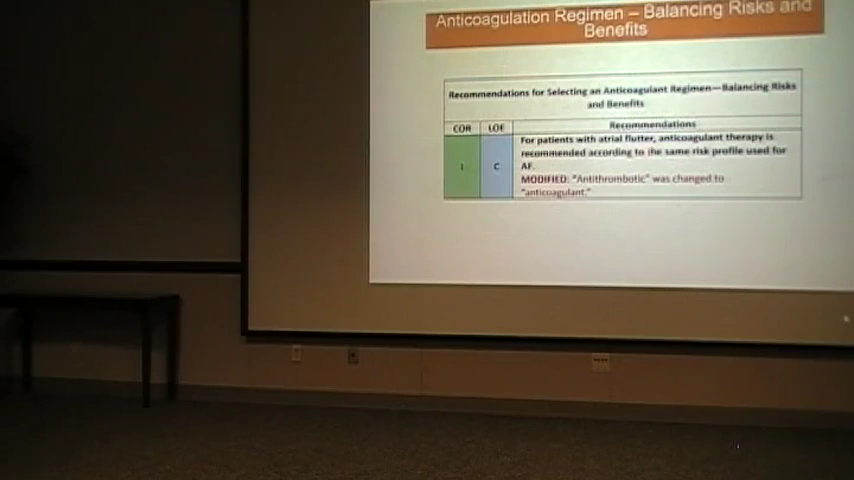 Anticoagulation Regimen – Balancing Risks and
Benefits
Recommendations for Selecting an Anticoagulant Regimen—Balancing Risks
and Benefits
COR LOE Recommendations
I C
For patients with atrial flutter, anticoagulant therapy is
recommended according to the same risk profile used for
AF.
MODIFIED: "Antithrombotic" was changed to
"anticoagulant."